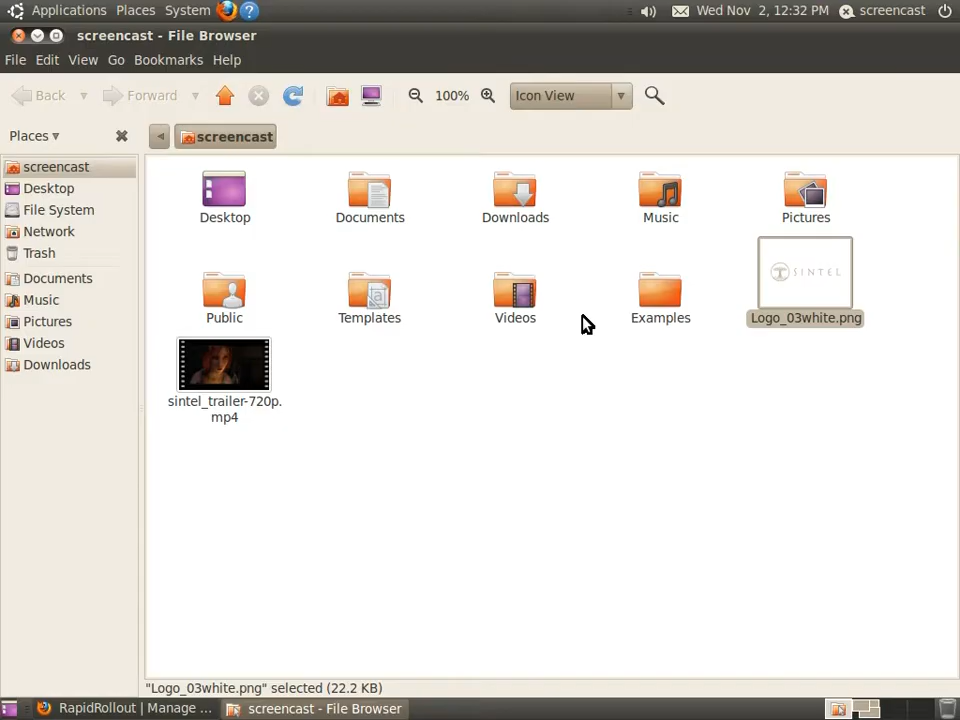 Applications Places System ? Wed Nov 2, 12:32 PM screencast
screencast - File Browser
File Edit View Go Bookmarks Help
Back Forward 100% Icon View
Places screencast
screencast
Desktop
File System
Network
Trash
Documents
Music
Pictures
Videos
Downloads
Desktop Documents Downloads Music Pictures
SINTEL
Public Templates Videos Examples Logo_03white.png
sintel_trailer-720p.
mp4
"Logo_03white.png" selected (22.2 KB)
RapidRollout | Manage ... screencast - File Browser